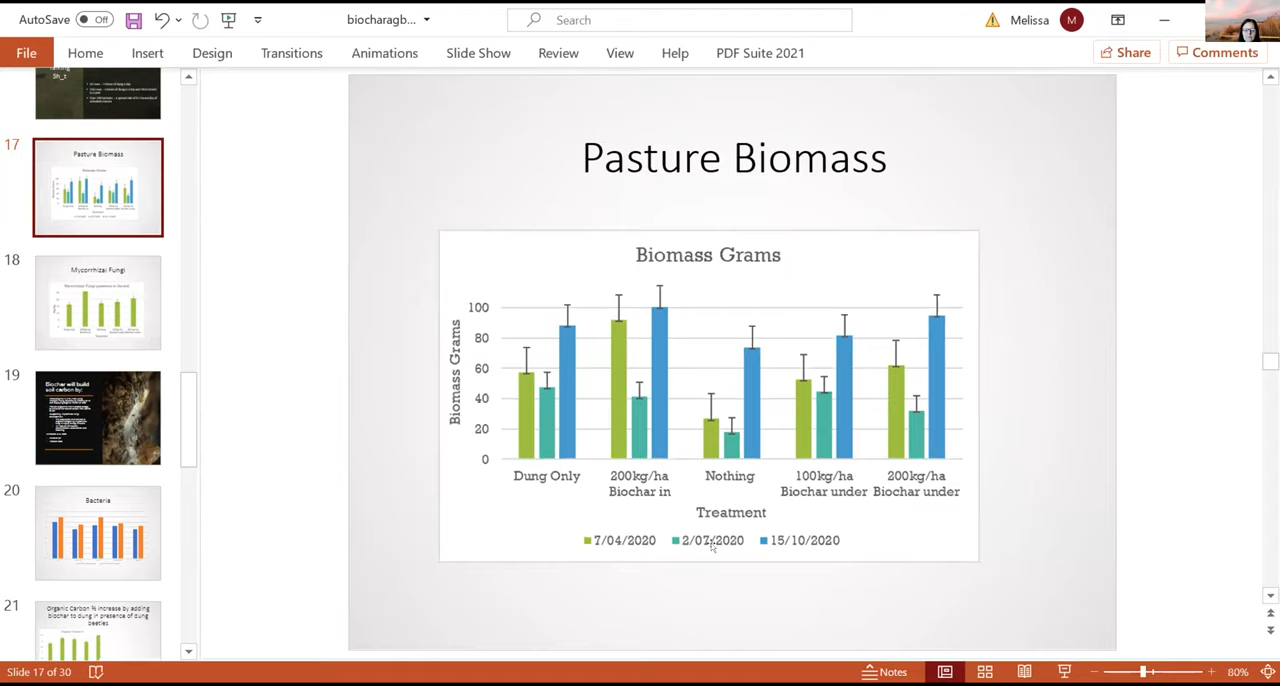 AutoSave Off biocharagb... Search Melissa M
File Home Insert Design Transitions Animations Slide Show Review View Help PDF Suite 2021 Share Comments
Sh_t
17
Pasture Biomass
18
Mycorrhizai Fungi
19
Biochar will build
soil carbon by:
20
Bacteria
21
Organic Carbon % increase by adding
biochar to dung in presence of dung
beetles
Pasture Biomass
Biomass Grams
Biomass Grams
100
80
60
40
20
0
Dung Only
200kg/ha
Biochar in
Nothing
100kg/ha
Biochar under
200kg/ha
Biochar under
Treatment
7/04/2020 2/07/2020 15/10/2020
Slide 17 of 30 Notes 80%